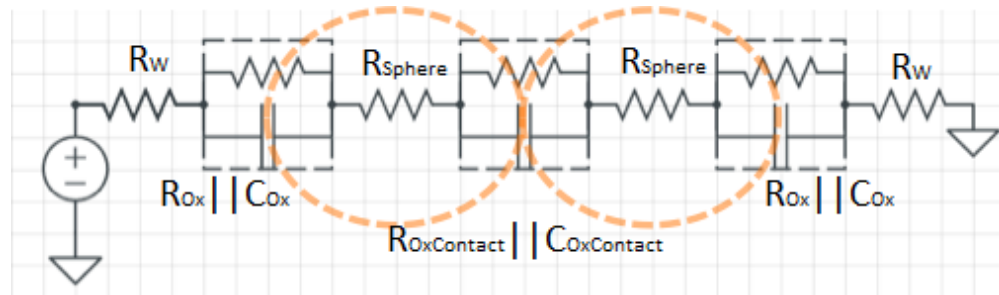 Rw
RSphere
RSphere
Rw
ROx||COx
ROxContact||COxContact
ROx||COx
+
−